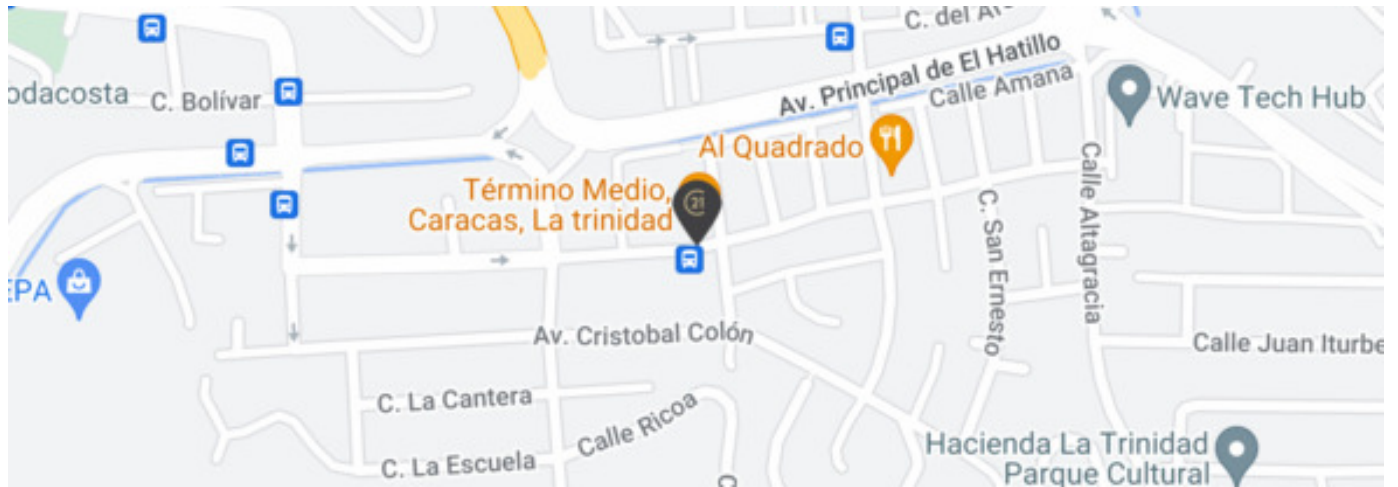 C. del
Av. Principal de El Hatillo
Calle Amana
odacosta
C. Bolívar
Wave Tech Hub
Al Quadrado
Término Medio,
Caracas, La trinidad
21
C. San Ernesto
Calle Altagracia
EPA
Av. Cristobal Colón
Calle Juan Iturbe
C. La Cantera
Calle Ricoa
C. La Escuela
Hacienda La Trinidad
Parque Cultural
C